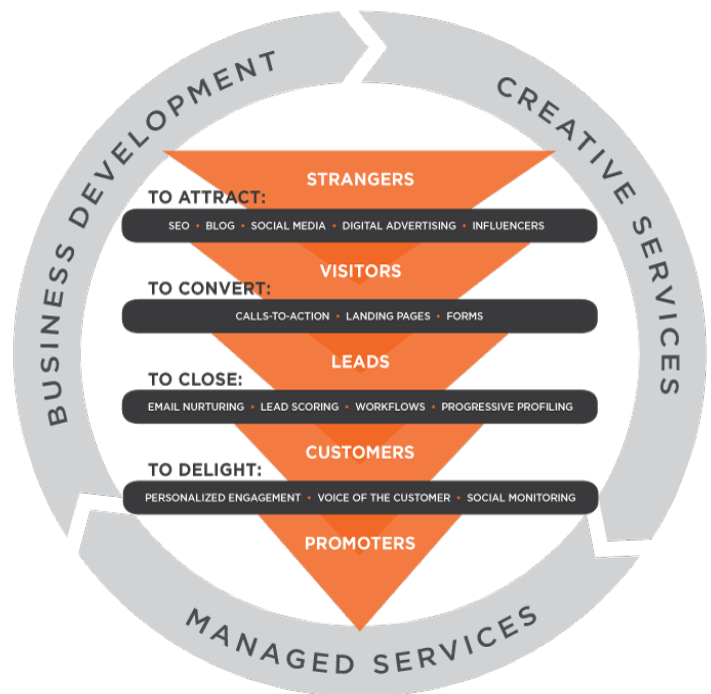 BUSINESS DEVELOPMENT
CREATIVE SERVICES
STRANGERS
TO ATTRACT:
SEO • BLOG • SOCIAL MEDIA • DIGITAL ADVERTISING • INFLUENCERS
VISITORS
TO CONVERT:
CALLS-TO-ACTION • LANDING PAGES • FORMS
LEADS
TO CLOSE:
EMAIL NURTURING • LEAD SCORING • WORKFLOWS • PROGRESSIVE PROFILING
CUSTOMERS
TO DELIGHT:
PERSONALIZED ENGAGEMENT • VOICE OF THE CUSTOMER • SOCIAL MONITORING
PROMOTERS
MANAGED SERVICES